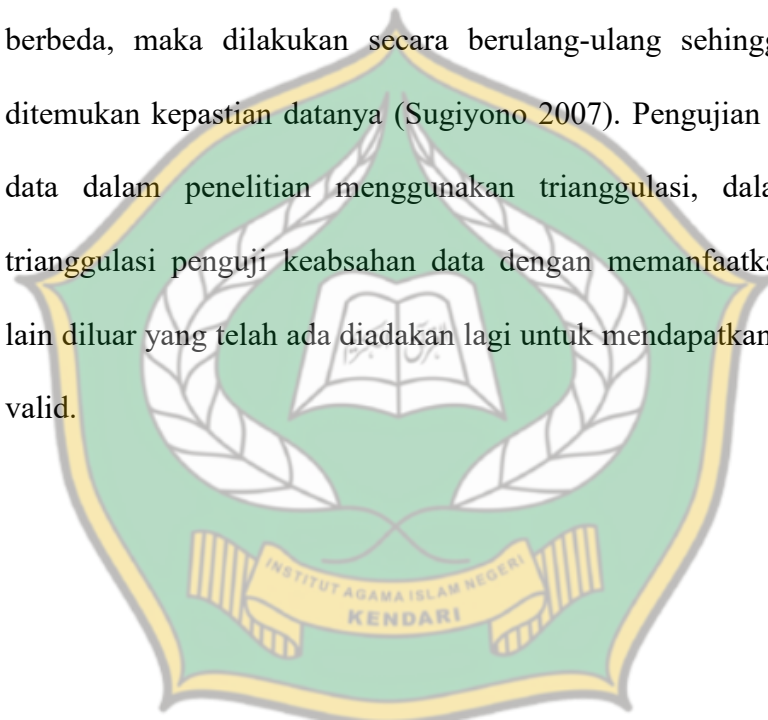 berbeda, maka dilakukan secara berulang-ulang sehingg
ditemukan kepastian datanya (Sugiyono 2007). Pengujian
data dalam penelitian menggunakan trianggulasi, dala
trianggulasi penguji keabsahan data dengan memanfaatka
lain diluar yang telah ada diadakan lagi untuk mendapatkan
valid.
INSTITUT AGAMA ISLAM NEGERI
KENDARI